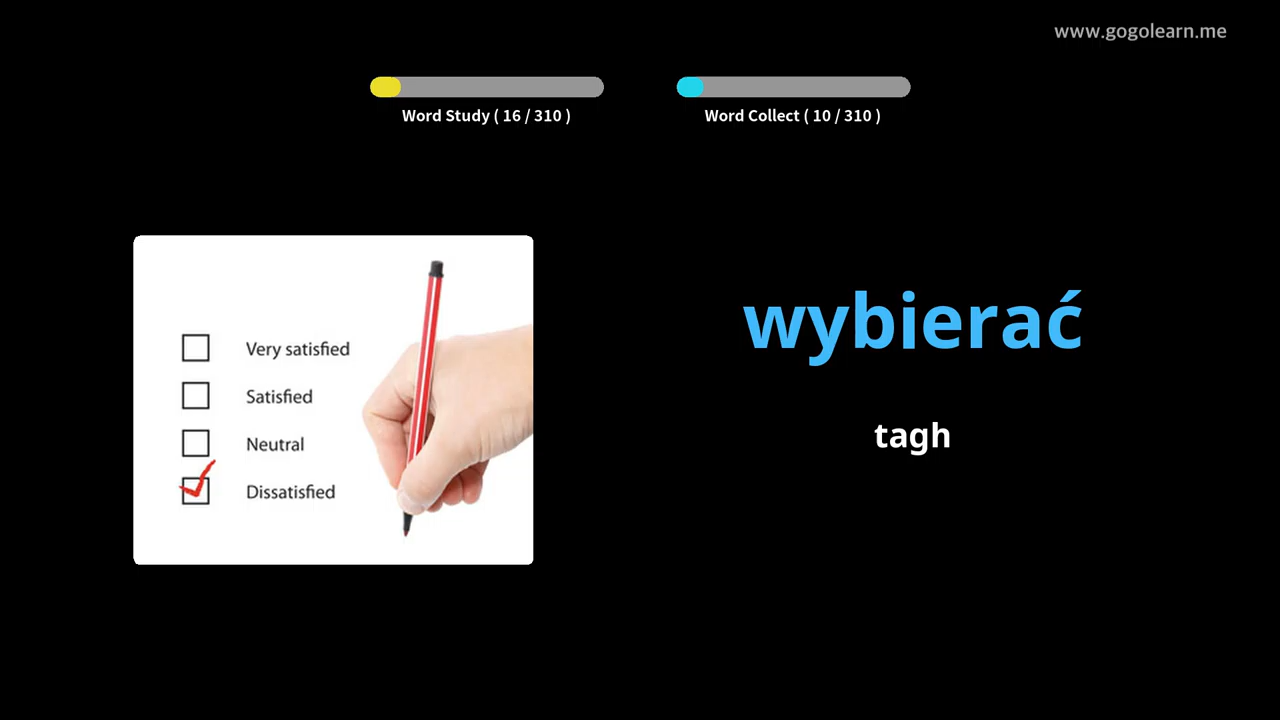 www.gogolearn.me
Word Study ( 16 / 310 )
Word Collect ( 10 / 310 )
Very satisfied
Satisfied
Neutral
Dissatisfied
wybierać
tagh